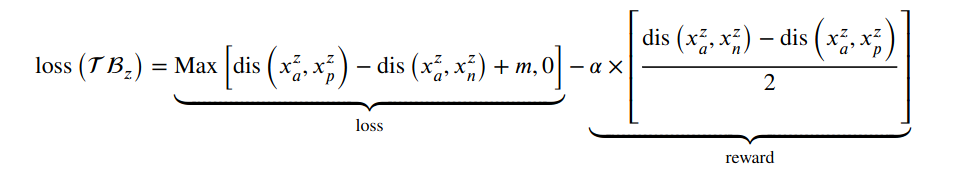 loss (𝒯ℬ_z) = Max [dis (x_a^z, x_p^z) − dis (x_a^z, x_n^z) + m, 0] − α × [(dis (x_a^z, x_n^z) − dis (x_a^z, x_p^z)) / 2]
loss
reward